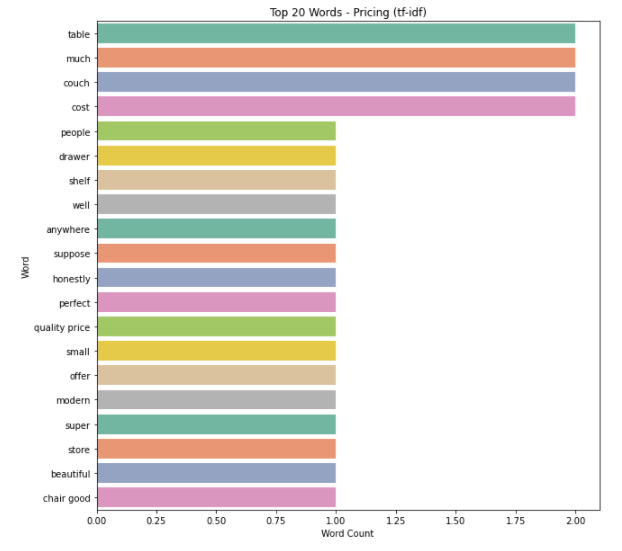 Top 20 Words - Pricing (tf-idf)
table
much
couch
cost
people
drawer
shelf
well
anywhere
suppose
honestly
perfect
quality price
small
offer
modern
super
store
beautiful
chair good
Word
0.00 0.25 0.50 0.75 1.00 1.25 1.50 1.75 2.00
Word Count